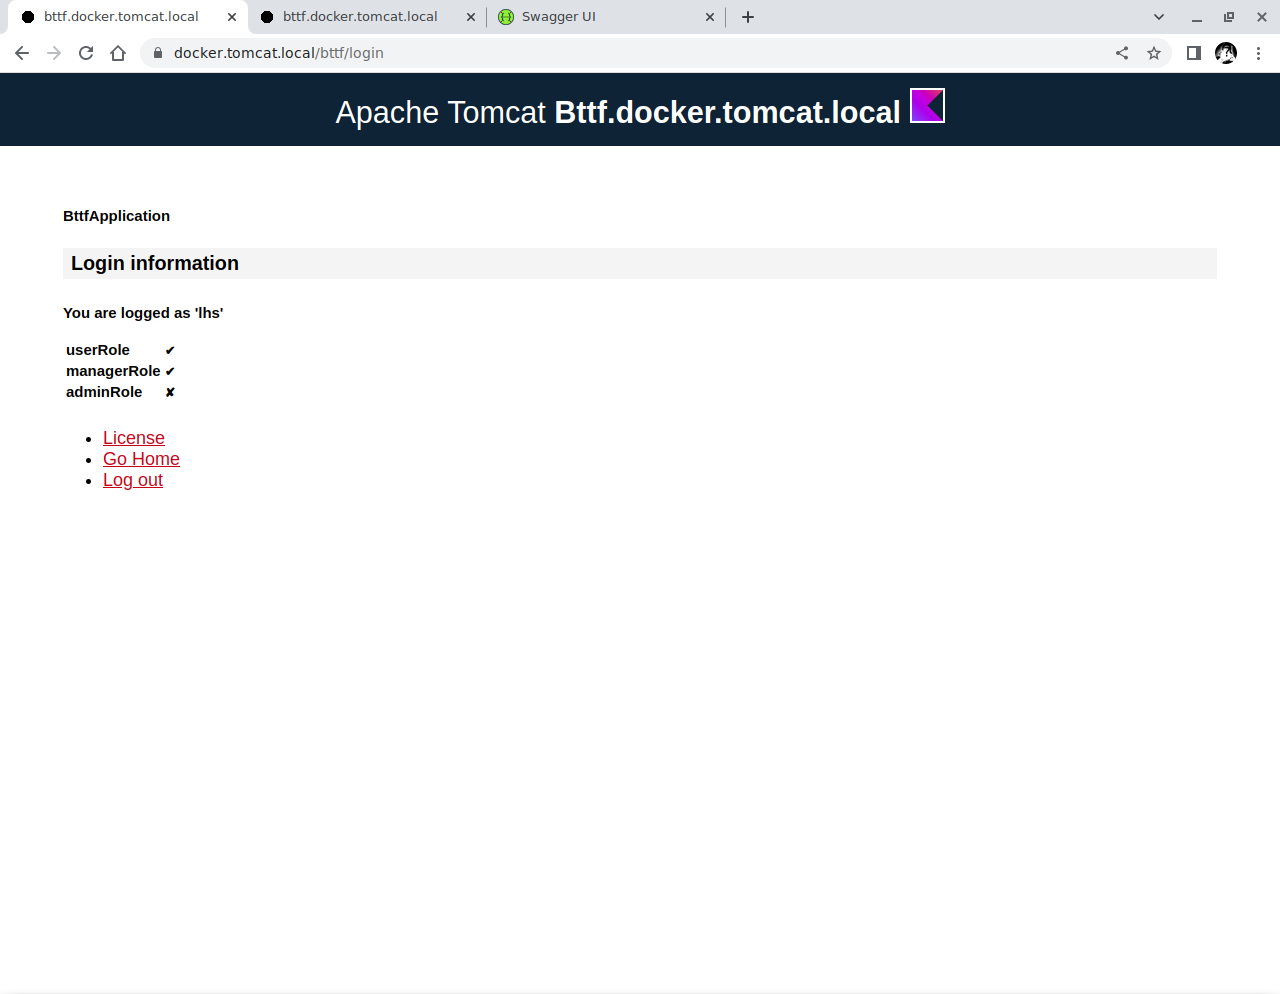 bttf.docker.tomcat.local
bttf.docker.tomcat.local
Swagger UI
docker.tomcat.local/bttf/login
Apache Tomcat Bttf.docker.tomcat.local
BttfApplication
Login information
You are logged as 'lhs'
userRole ✔
managerRole ✔
adminRole ✘
• License
• Go Home
• Log out